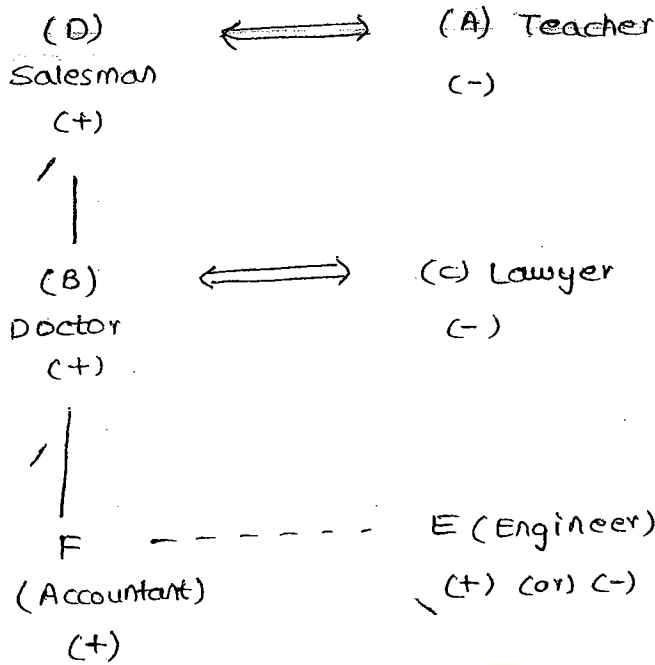 (D) (A) Teacher
Salesman (-)
(+)
(B) (C) Lawyer
Doctor (-)
(+)
F E (Engineer)
(Accountant) (+) (or) (-)
(+)